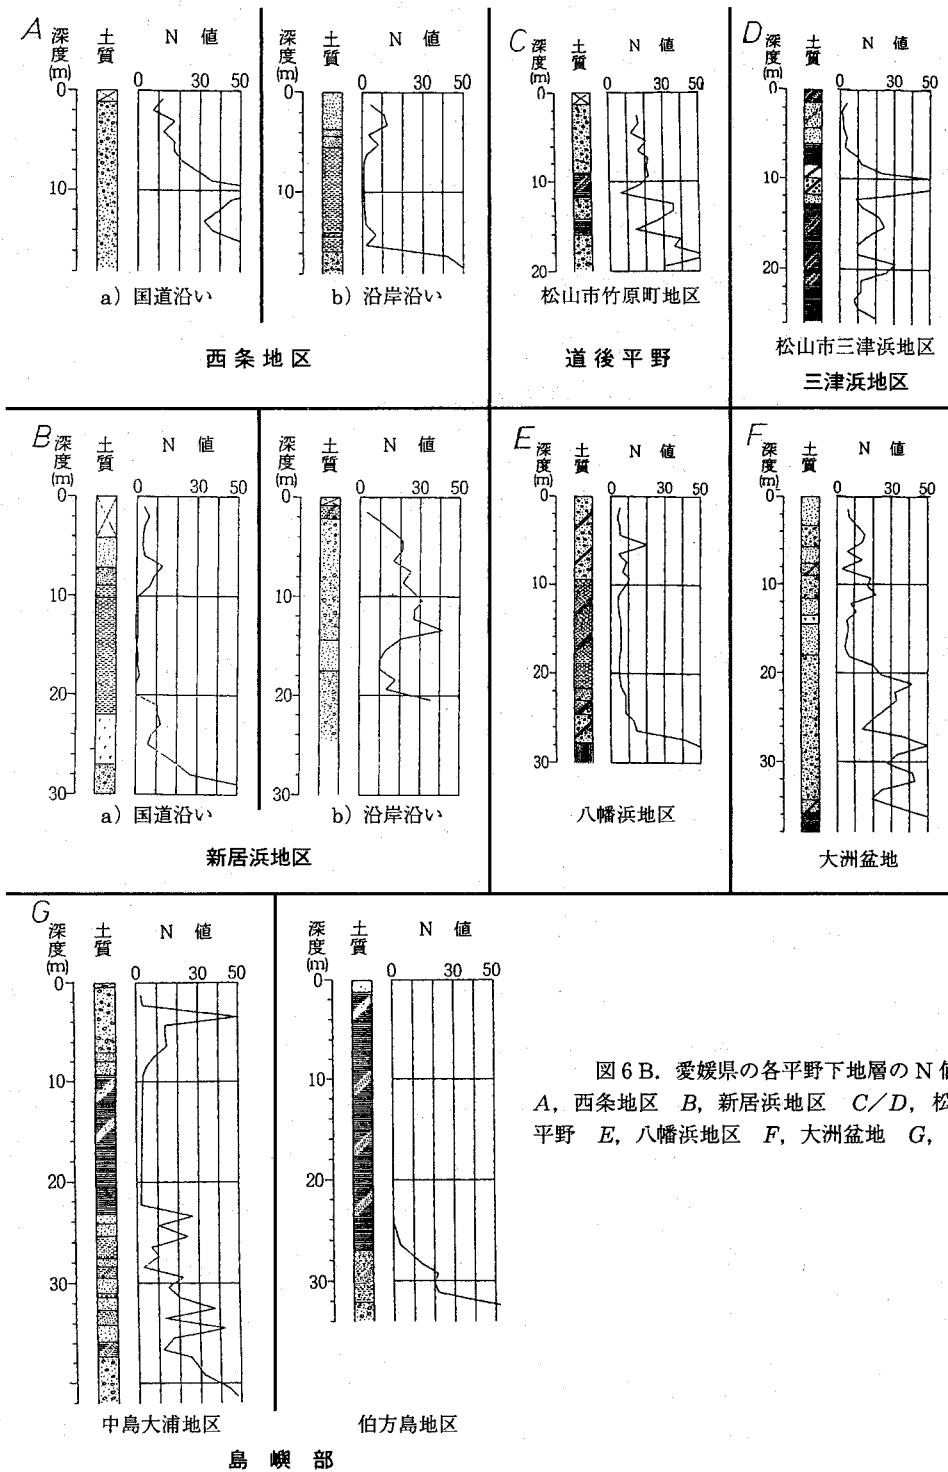 A 深度(m) 土質 N 値
0 30 50
0
10
a）国道沿い
深度(m) 土質 N 値
0 30 50
0
10
b）沿岸沿い
西条地区
C 深度(m) 土質 N 値
0 30 50
0
10
20
松山市竹原町地区
道後平野
D 深度(m) 土質 N 値
0 30 50
0
10
20
松山市三津浜地区
三津浜地区
B 深度(m) 土質 N 値
0 30 50
0
10
20
30
a）国道沿い
深度(m) 土質 N 値
0 30 50
0
10
20
30
b）沿岸沿い
新居浜地区
E 深度(m) 土質 N 値
0 30 50
0
10
20
30
八幡浜地区
F 深度(m) 土質 N 値
0 30 50
0
10
20
30
大洲盆地
G 深度(m) 土質 N 値
0 30 50
0
10
20
30
中島大浦地区
深度(m) 土質 N 値
0 30 50
0
10
20
30
伯方島地区
島嶼部
図6B．愛媛県の各平野下地層のN値
A，西条地区 B，新居浜地区 C／D，松
平野 E，八幡浜地区 F，大洲盆地 G，